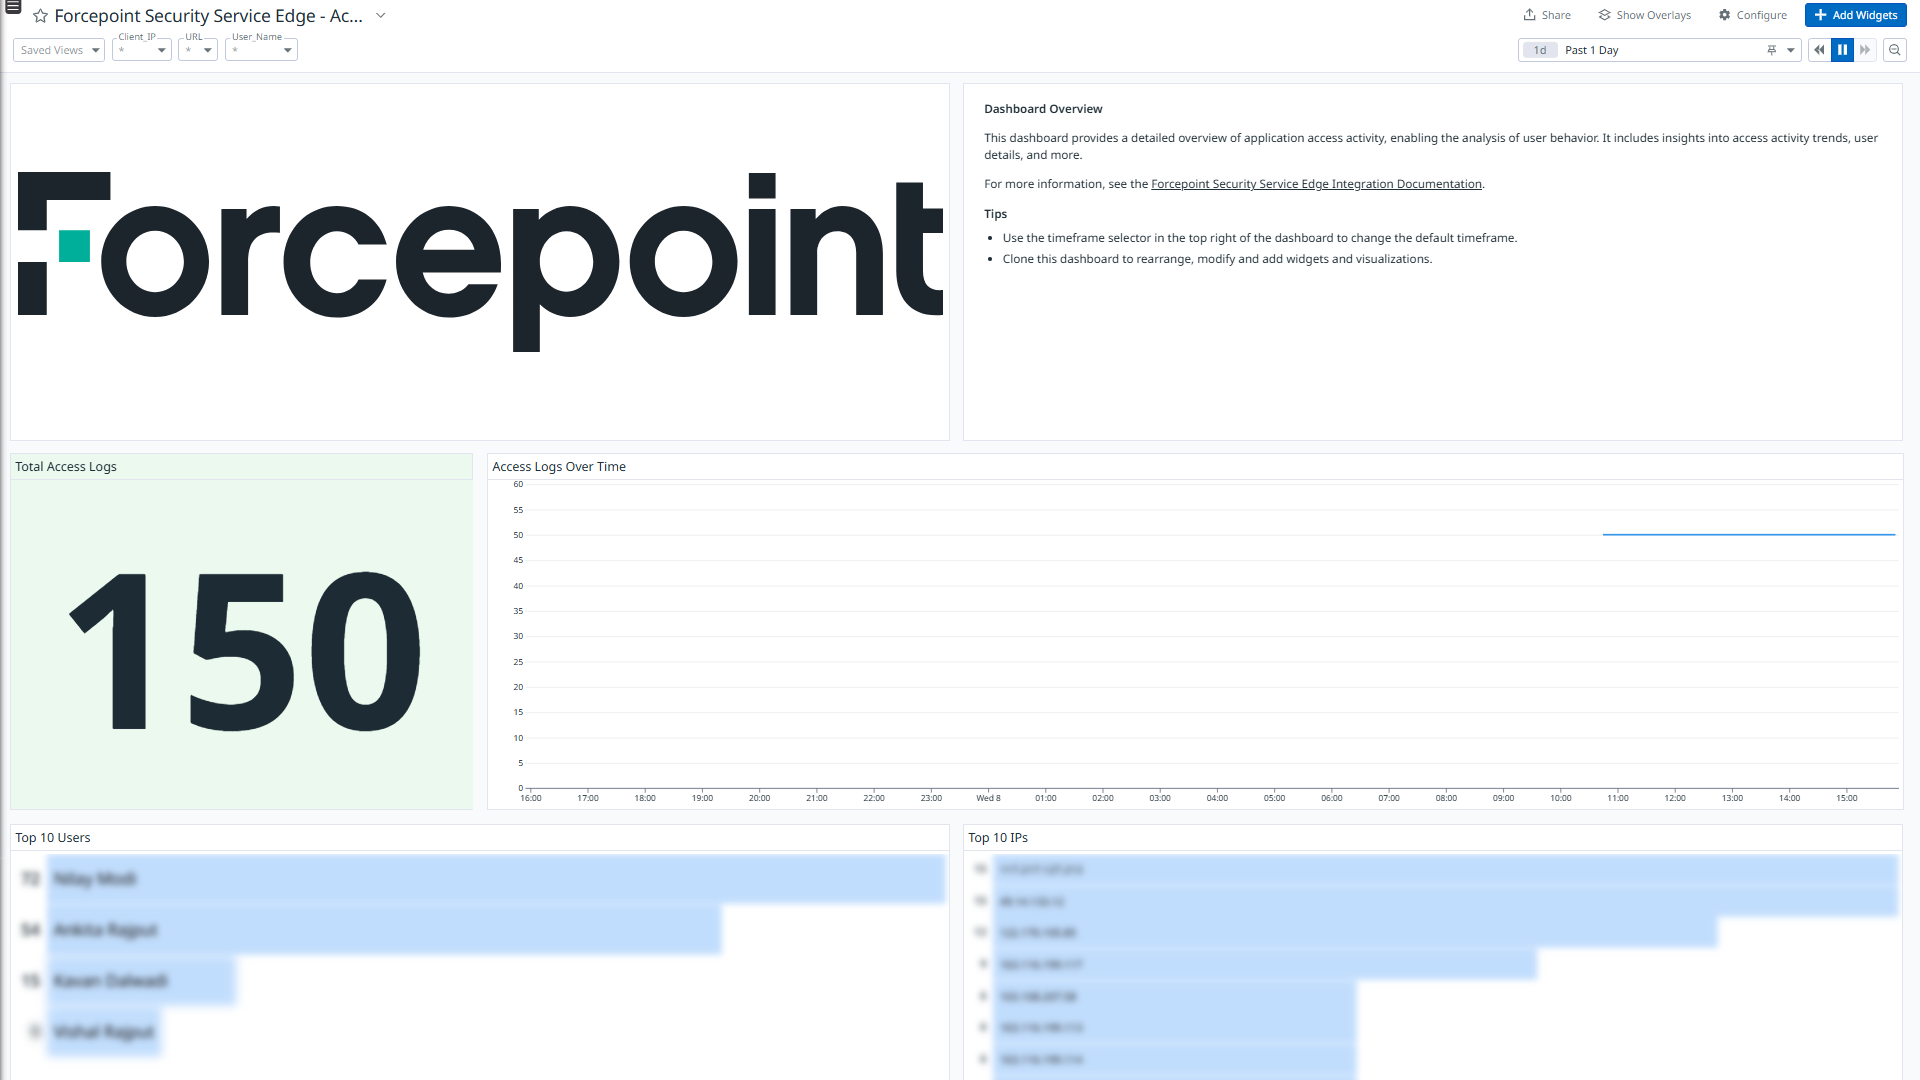 Forcepoint Security Service Edge - Ac...
Share
Show Overlays
Configure
Add Widgets
Saved Views
Client_IP
*
URL
*
User_Name
*
1d Past 1 Day
Forcepoint
Dashboard Overview
This dashboard provides a detailed overview of application access activity, enabling the analysis of user behavior. It includes insights into access activity trends, user
details, and more.
For more information, see the Forcepoint Security Service Edge Integration Documentation.
Tips
Use the timeframe selector in the top right of the dashboard to change the default timeframe.
Clone this dashboard to rearrange, modify and add widgets and visualizations.
Total Access Logs
150
Access Logs Over Time
60
55
50
45
40
35
30
25
20
15
10
5
0
16:00 17:00 18:00 19:00 20:00 21:00 22:00 23:00 Wed 8 01:00 02:00 03:00 04:00 05:00 06:00 07:00 08:00 09:00 10:00 11:00 12:00 13:00 14:00 15:00
Top 10 Users
Top 10 IPs